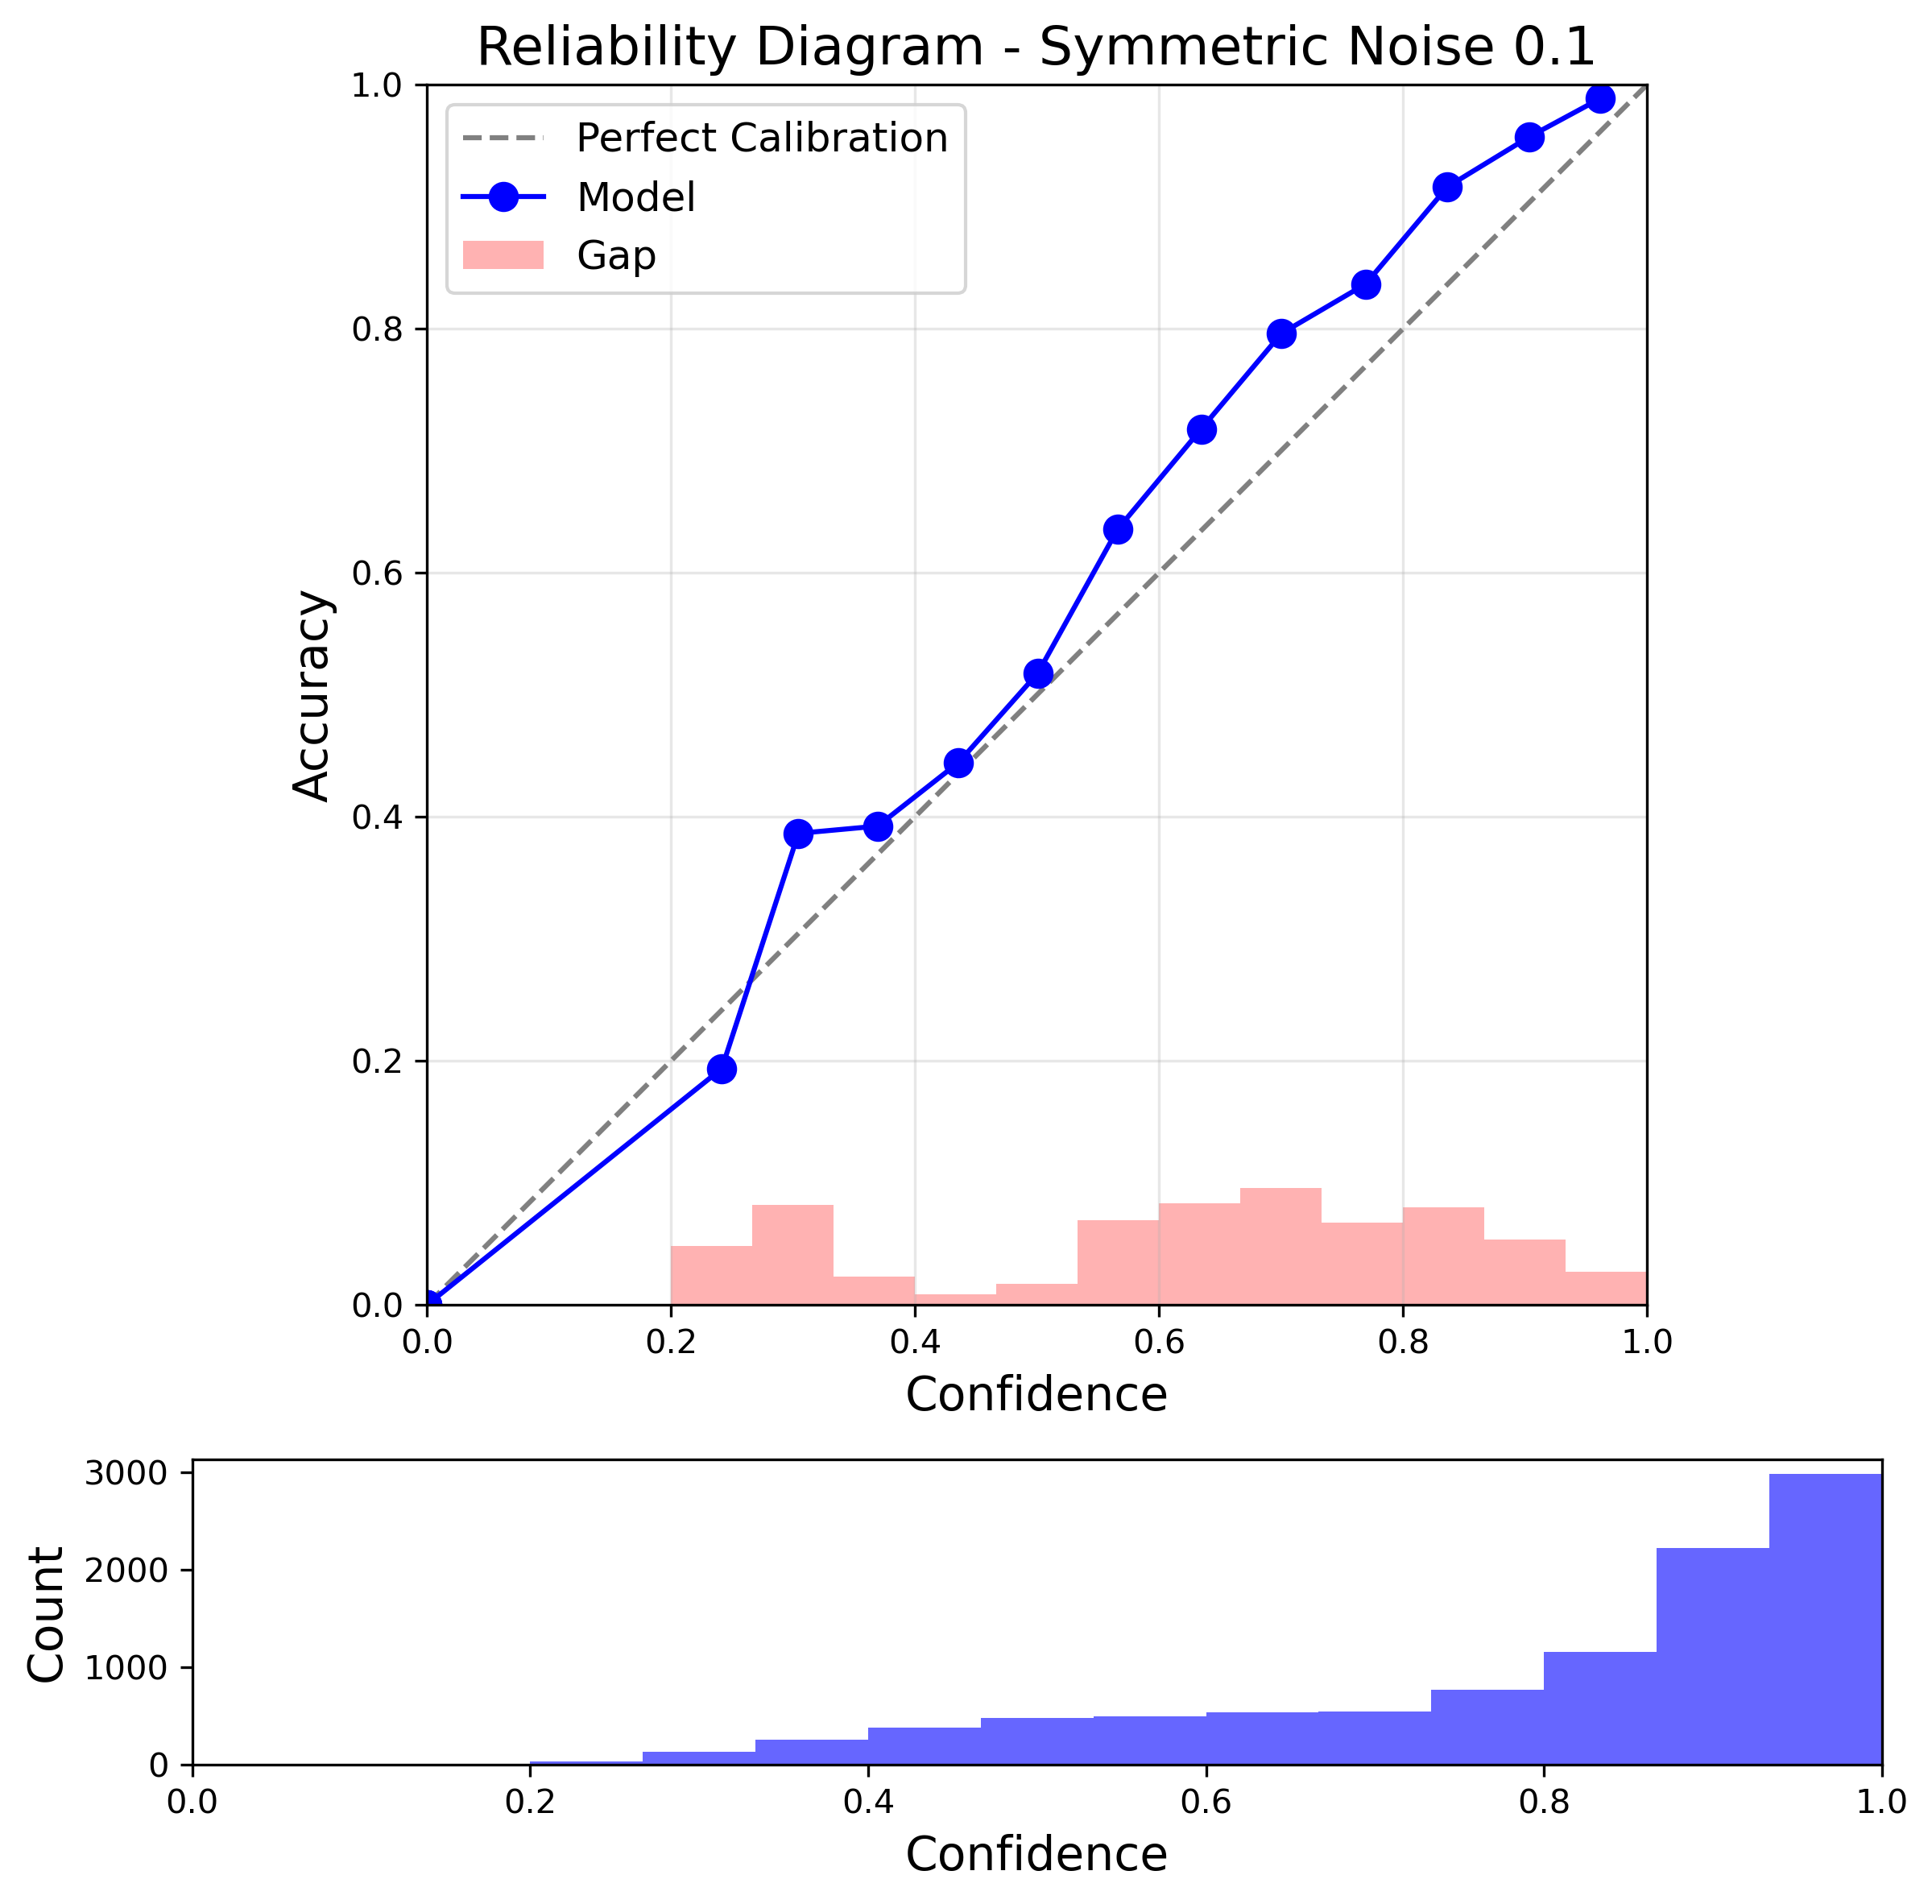 Reliability Diagram - Symmetric Noise 0.1
1.0
0.8
0.6
0.4
0.2
0.0
Accuracy
Perfect Calibration
Model
Gap
0.0 0.2 0.4 0.6 0.8 1.0
Confidence
3000
2000
1000
0
Count
0.0 0.2 0.4 0.6 0.8 1.0
Confidence